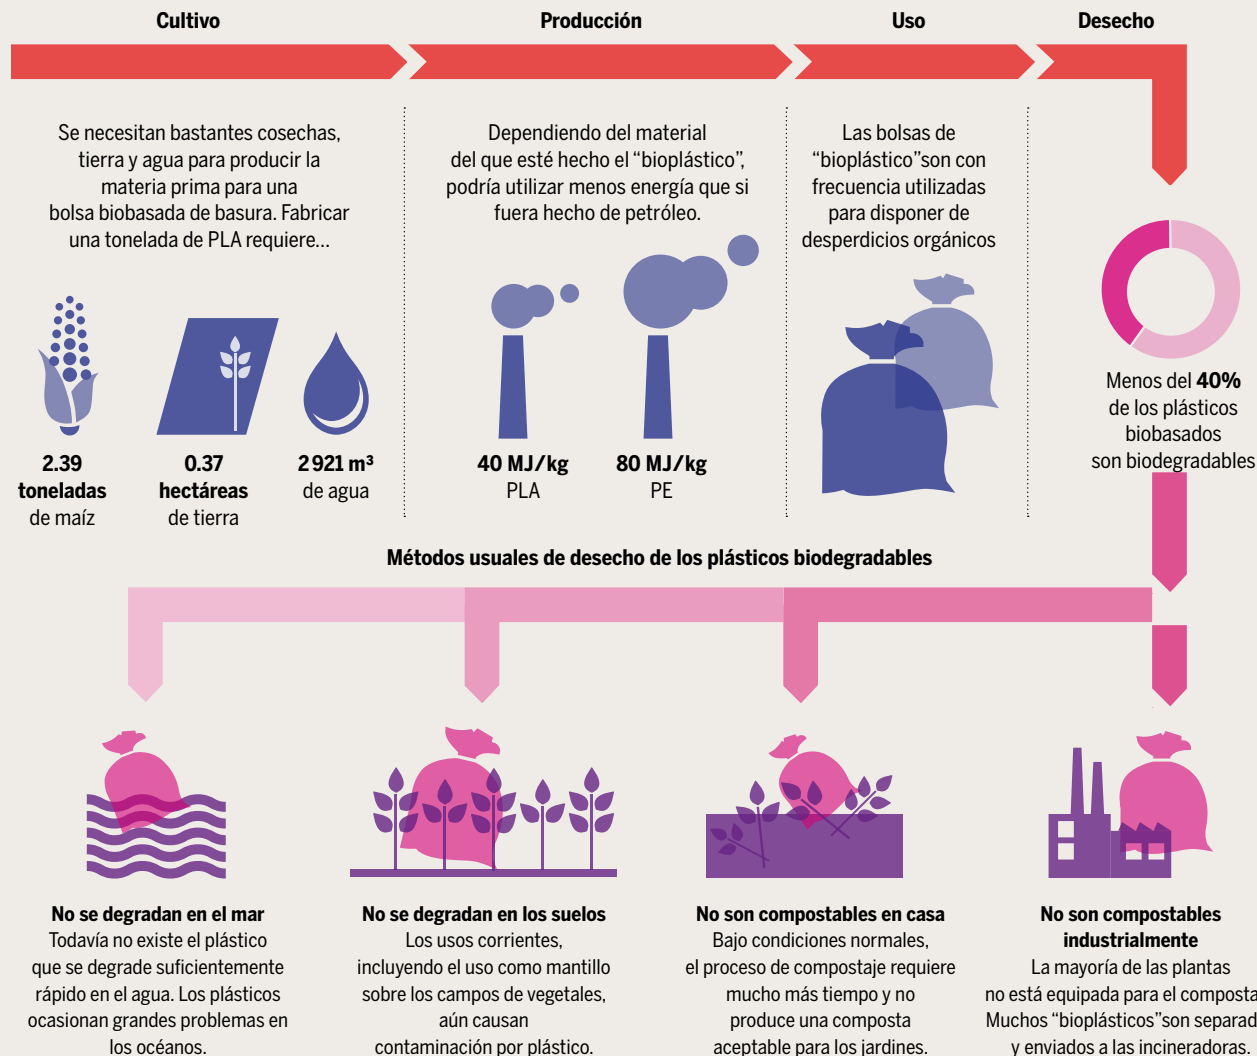 Cultivo
Producción
Uso
Desecho
Se necesitan bastantes cosechas,
tierra y agua para producir la
materia prima para una
bolsa biobasada de basura. Fabricar
una tonelada de PLA requiere...
2.39
toneladas
de maíz
0.37
hectáreas
de tierra
2 921 m³
de agua
Dependiendo del material
del que esté hecho el “bioplástico”,
podría utilizar menos energía que si
fuera hecho de petróleo.
40 MJ/kg
PLA
80 MJ/kg
PE
Las bolsas de
“bioplástico”son con
frecuencia utilizadas
para disponer de
desperdicios orgánicos
Menos del 40%
de los plásticos
biobasados
son biodegradables
Métodos usuales de desecho de los plásticos biodegradables
No se degradan en el mar
Todavía no existe el plástico
que se degrade suficientemente
rápido en el agua. Los plásticos
ocasionan grandes problemas en
los océanos.
No se degradan en los suelos
Los usos corrientes,
incluyendo el uso como mantillo
sobre los campos de vegetales,
aún causan
contaminación por plástico.
No son compostables en casa
Bajo condiciones normales,
el proceso de compostaje requiere
mucho más tiempo y no
produce una composta
aceptable para los jardines.
No son compostables
industrialmente
La mayoría de las plantas
no está equipada para el composta
Muchos “bioplásticos”son separad
y enviados a las incineradoras.